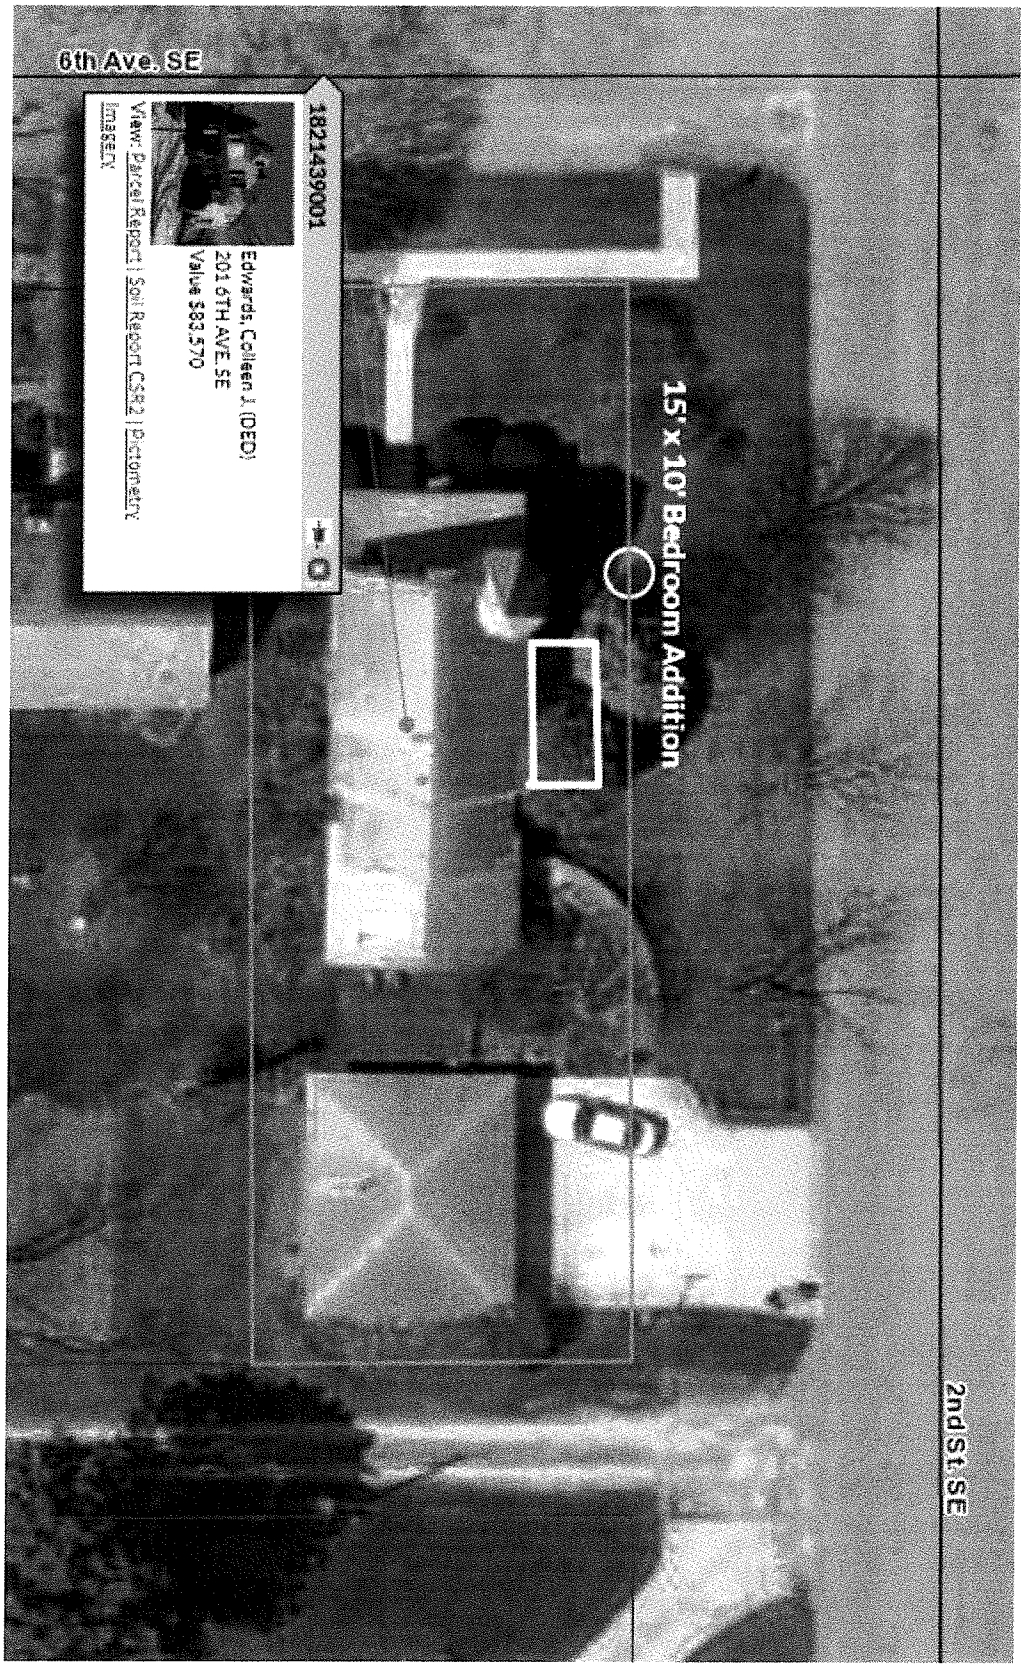 6th Ave. SE
1821439001
Edwards, Colleen J. (DED)
201 6TH AVE. SE
Value $83,570
View: Parcel Report | Soil Report CSR2 | Pictometry
Imagery
15' x 10' Bedroom Addition
2nd St. SE